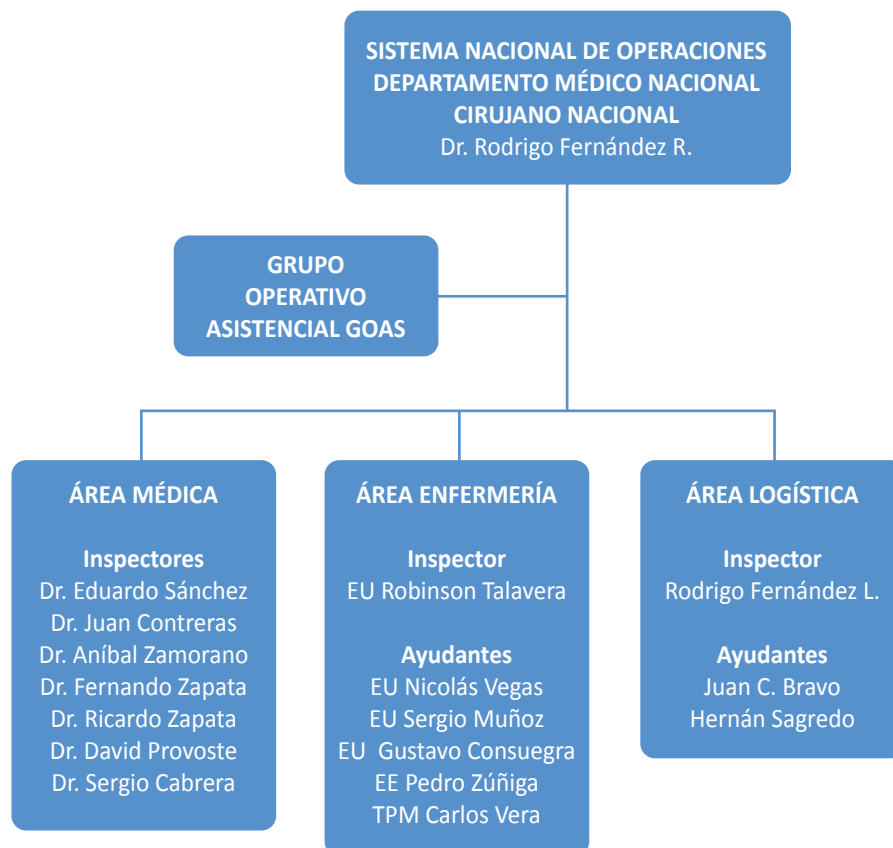 SISTEMA NACIONAL DE OPERACIONES
DEPARTAMENTO MÉDICO NACIONAL
CIRUJANO NACIONAL
Dr. Rodrigo Fernández R.
GRUPO
OPERATIVO
ASISTENCIAL GOAS
ÁREA MÉDICA
Inspectores
Dr. Eduardo Sánchez
Dr. Juan Contreras
Dr. Aníbal Zamorano
Dr. Fernando Zapata
Dr. Ricardo Zapata
Dr. David Provoste
Dr. Sergio Cabrera
ÁREA ENFERMERÍA
Inspector
EU Robinson Talavera
Ayudantes
EU Nicolás Vegas
EU Sergio Muñoz
EU Gustavo Consuegra
EE Pedro Zúñiga
TPM Carlos Vera
ÁREA LOGÍSTICA
Inspector
Rodrigo Fernández L.
Ayudantes
Juan C. Bravo
Hernán Sagredo